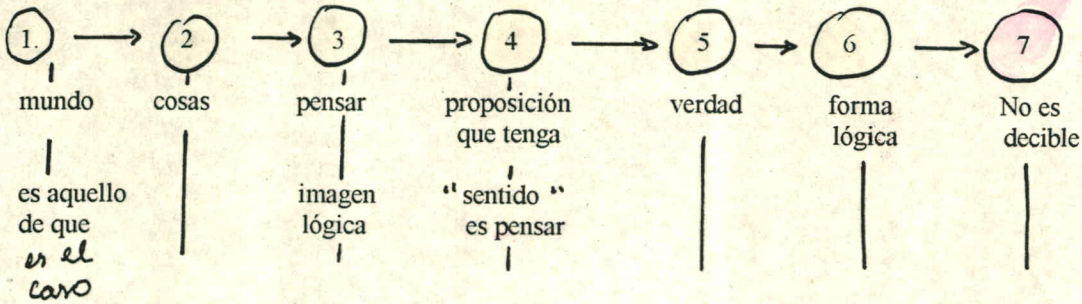 1.
2
3
4
5
6
7
mundo
cosas
pensar
proposición
que tenga
verdad
forma
lógica
No es
decible
es aquello
de que
es el
caso
imagen
lógica
"sentido"
es pensar